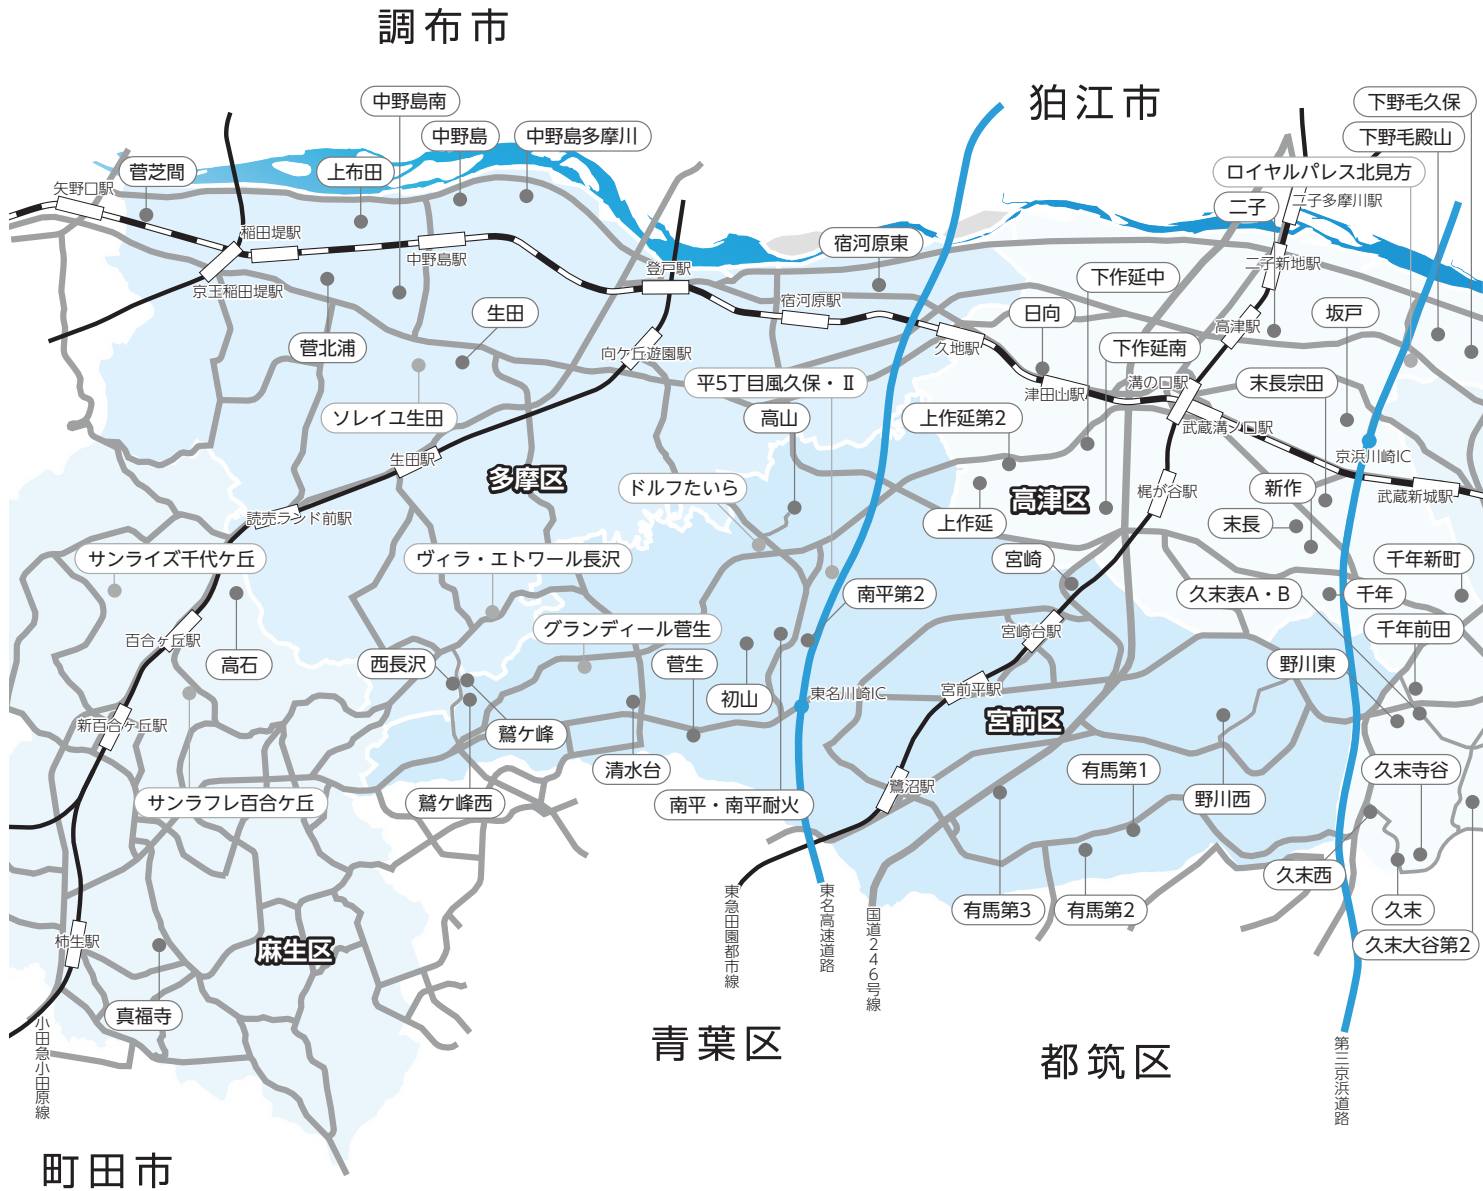 調布市
狛江市
中野島南
中野島
中野島多摩川
下野毛久保
下野毛殿山
菅芝間
上布田
ロイヤルパレス北見方
矢野口駅
二子
二子多摩川駅
稲田堤駅
宿河原東
中野島駅
登戸駅
二子新地駅
京王稲田堤駅
下作延中
宿河原駅
生田
日向
坂戸
高津駅
菅北浦
向ケ丘遊園駅
久地駅
下作延南
平5丁目風久保・Ⅱ
溝の口駅
末長宗田
津田山駅
ソレイユ生田
高山
上作延第2
武蔵溝ノ口駅
生田駅
京浜川崎IC
多摩区
ドルフたいら
高津区
梶が谷駅
新作
武蔵新城駅
読売ランド前駅
上作延
末長
サンライズ千代ケ丘
ヴィラ・エトワール長沢
宮崎
千年新町
南平第2
久末表A・B
千年
グランディール菅生
宮崎台駅
千年前田
百合ヶ丘駅
高石
西長沢
菅生
野川東
初山
東名川崎IC
宮前平駅
新百合ケ丘駅
宮前区
鷲ケ峰
清水台
有馬第1
久末寺谷
鷺沼駅
サンラフレ百合ケ丘
鷲ケ峰西
南平・南平耐火
野川西
久末西
東急田園都市線
東名高速道路
国道246号線
有馬第3
有馬第2
久末
柿生駅
麻生区
久末大谷第2
真福寺
小田急小田原線
青葉区
都筑区
第三京浜道路
町田市